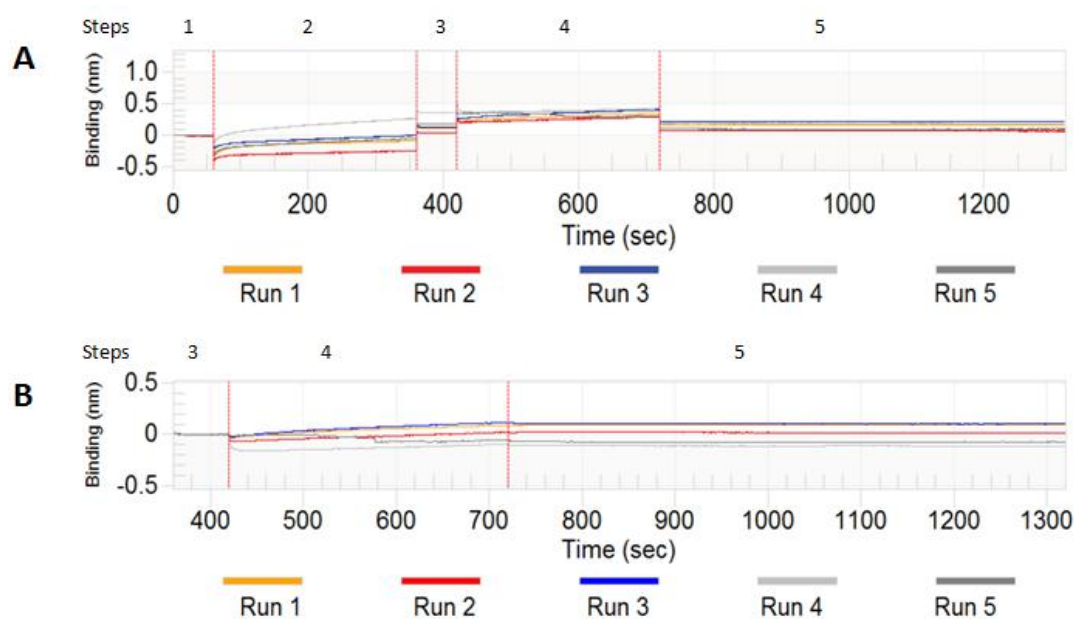 Steps 1 2 3 4 5
A
Binding (nm)
1.0
0.5
0
-0.5
0 200 400 600 800 1000 1200
Time (sec)
Run 1 Run 2 Run 3 Run 4 Run 5
Steps 3 4 5
B
Binding (nm)
0.5
0
-0.5
400 500 600 700 800 900 1000 1100 1200 1300
Time (sec)
Run 1 Run 2 Run 3 Run 4 Run 5